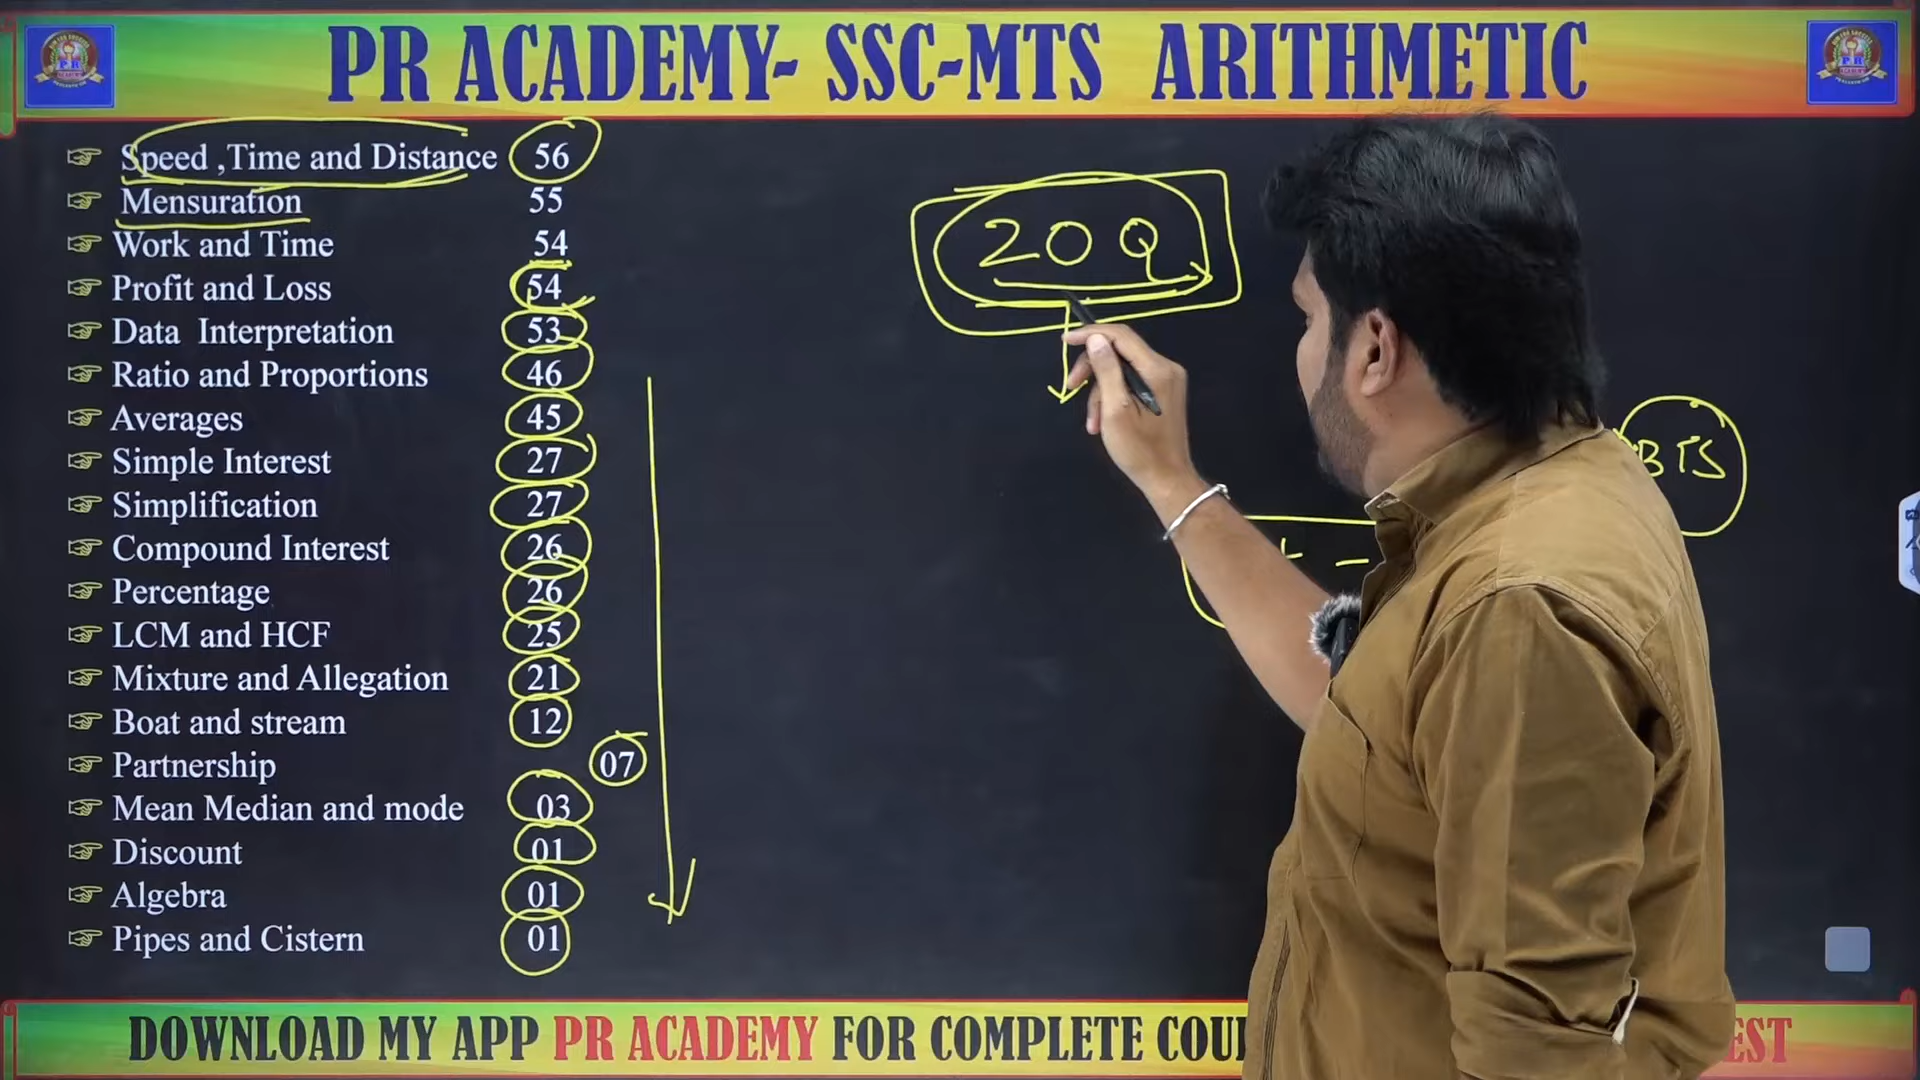 PR ACADEMY- SSC-MTS ARITHMETIC
Speed ,Time and Distance 56
Mensuration 55
Work and Time 54
Profit and Loss 54
Data Interpretation 53
Ratio and Proportions 46
Averages 45
Simple Interest 27
Simplification 27
Compound Interest 26
Percentage 26
LCM and HCF 25
Mixture and Allegation 21
Boat and stream 12
Partnership 07
Mean Median and mode 03
Discount 01
Algebra 01
Pipes and Cistern 01
20 Q
+ -
DOWNLOAD MY APP PR ACADEMY FOR COMPLETE